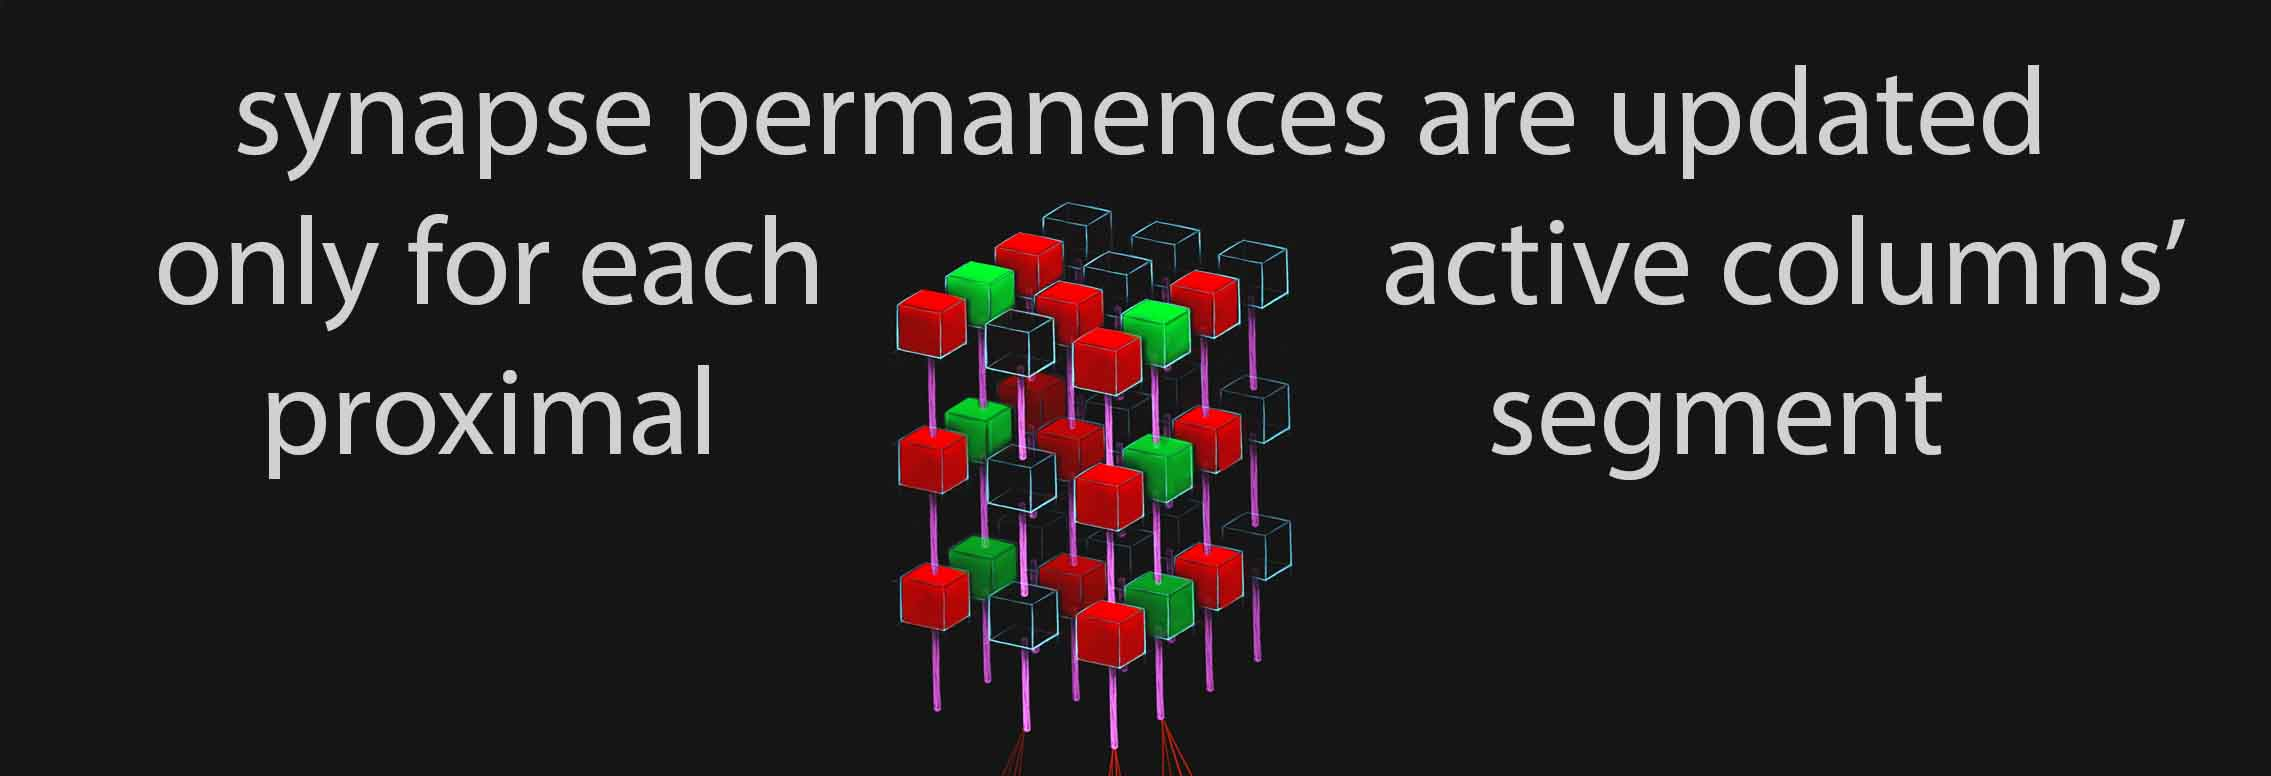 synapse permanences are updated
only for each active columns’
proximal segment